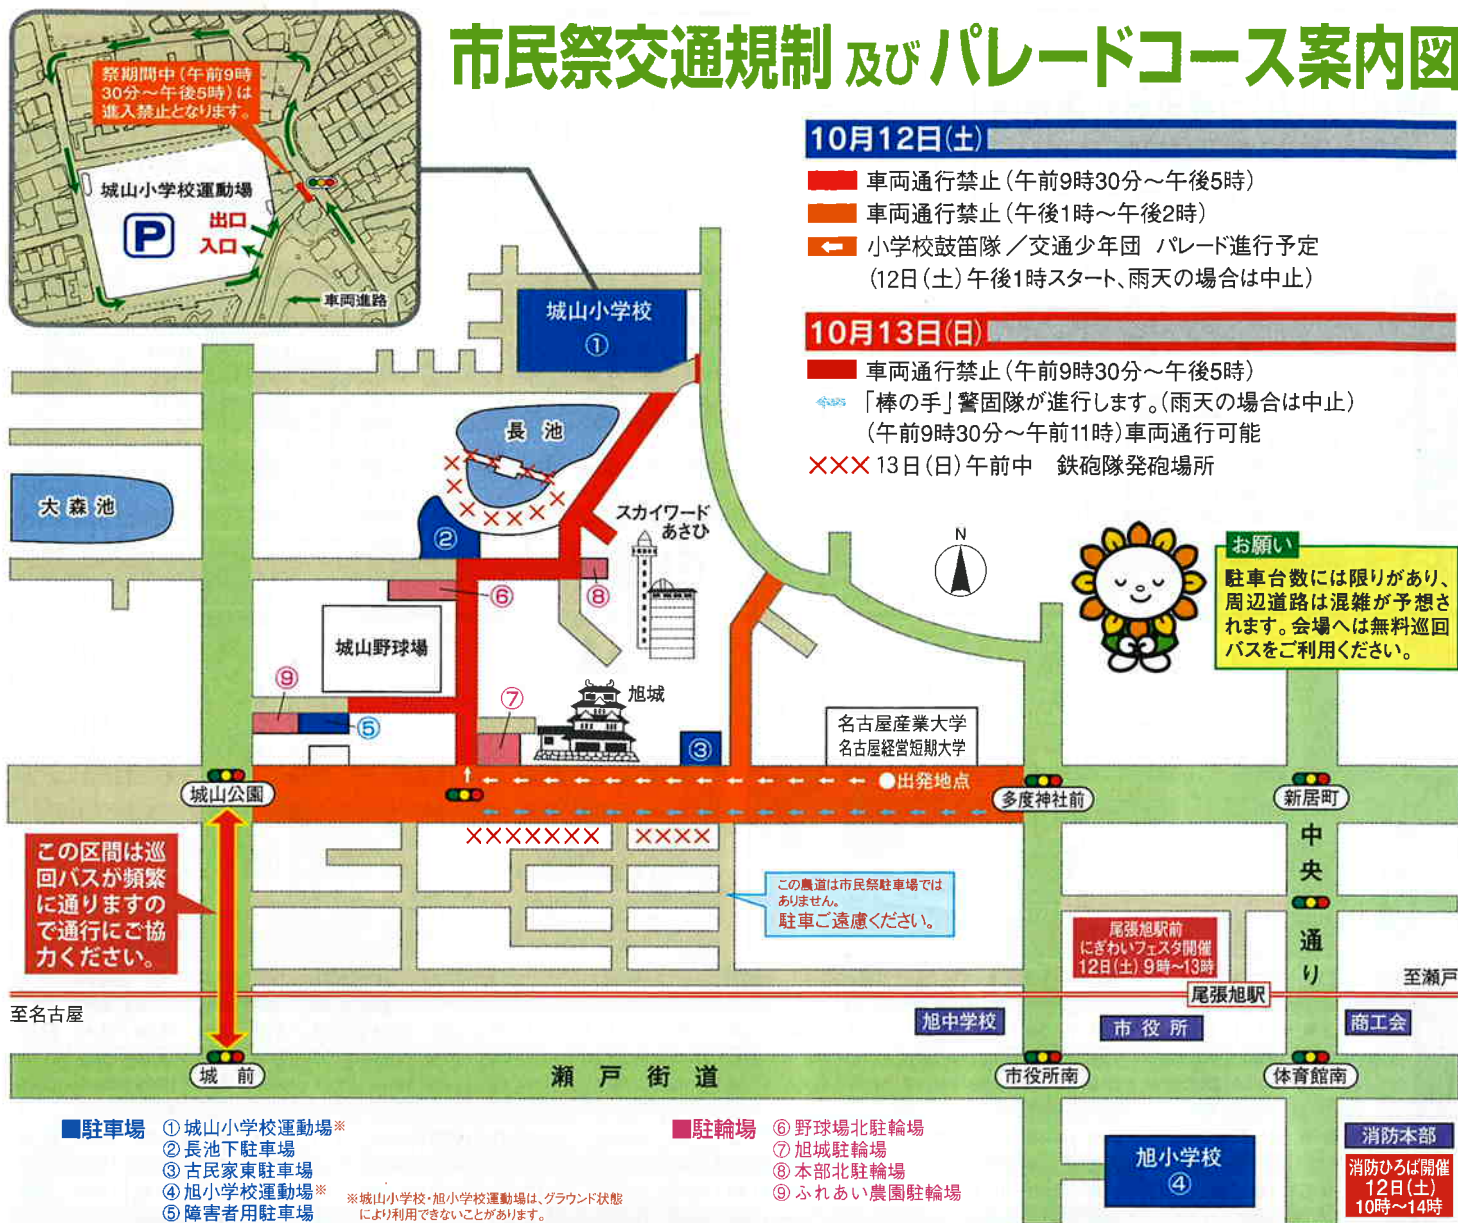 市民祭交通規制 及び パレードコース案内図
祭期間中(午前9時
30分〜午後5時)は
進入禁止となります。
城山小学校運動場
P
出口
入口
車両進路
10月12日(土)
車両通行禁止(午前9時30分〜午後5時)
車両通行禁止(午後1時〜午後2時)
小学校鼓笛隊/交通少年団 パレード進行予定
(12日(土)午後1時スタート、雨天の場合は中止)
10月13日(日)
車両通行禁止(午前9時30分〜午後5時)
「棒の手」警固隊が進行します。(雨天の場合は中止)
(午前9時30分〜午前11時)車両通行可能
×××13日(日)午前中 鉄砲隊発砲場所
城山小学校
①
長池
大森池
②
スカイワード
あさひ
N
お願い
駐車台数には限りがあり、
周辺道路は混雑が予想さ
れます。会場へは無料巡回
バスをご利用ください。
⑥
⑧
城山野球場
⑨
⑤
⑦
旭城
③
名古屋産業大学
名古屋経営短期大学
●出発地点
城山公園
多度神社前
新居町
この区間は巡
回バスが頻繁
に通りますの
で通行にご協
力ください。
この農道は市民祭駐車場では
ありません。
駐車ご遠慮ください。
中央通り
尾張旭駅前
にぎわいフェスタ開催
12日(土)9時〜13時
至瀬戸
尾張旭駅
至名古屋
旭中学校
市役所
商工会
城前
瀬戸街道
市役所南
体育館南
■駐車場
①城山小学校運動場※
②長池下駐車場
③古民家東駐車場
④旭小学校運動場※
⑤障害者用駐車場
※城山小学校・旭小学校運動場は、グラウンド状態
により利用できないことがあります。
■駐輪場
⑥野球場北駐輪場
⑦旭城駐輪場
⑧本部北駐輪場
⑨ふれあい農園駐輪場
旭小学校
④
消防本部
消防ひろば開催
12日(土)
10時〜14時